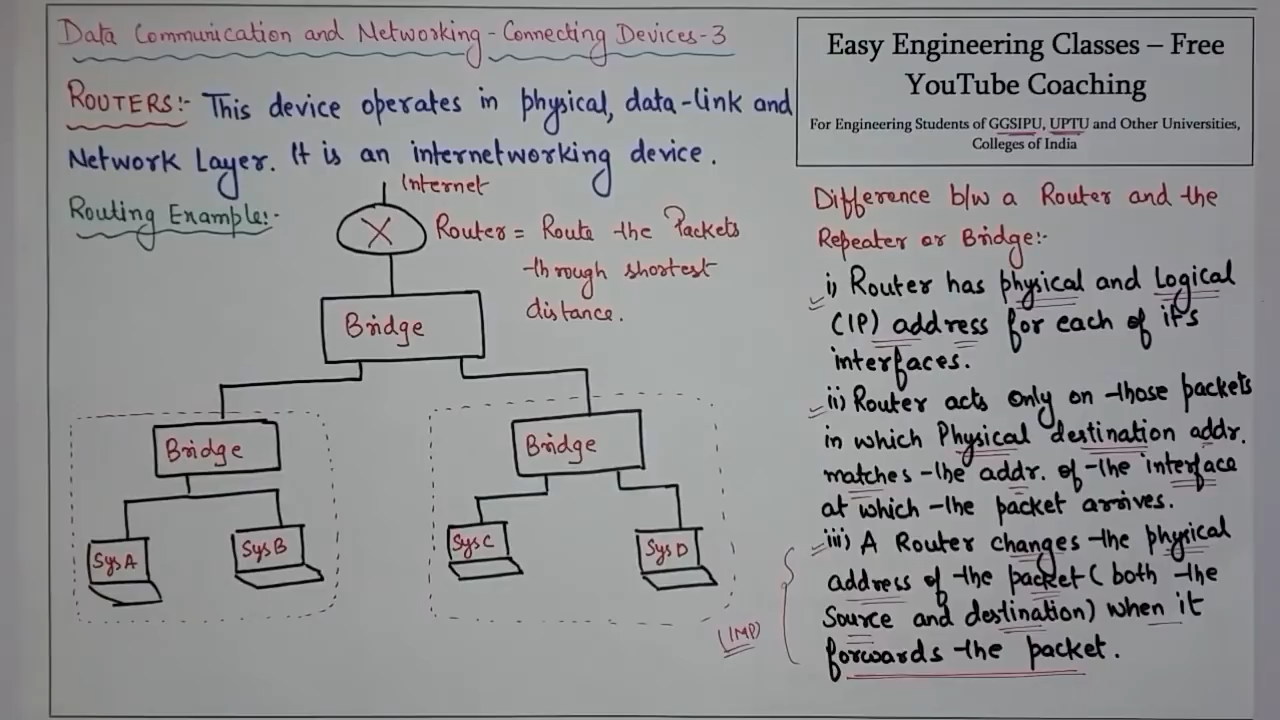 Data Communication and Networking - Connecting Devices-3
ROUTERS:- This device operates in physical, data-link and
Network Layer. It is an internetworking device.
Routing Example:-
Internet
Router = Route the Packets
through shortest
distance.
Bridge
Bridge
Bridge
Sys A
Sys B
Sys C
Sys D
Easy Engineering Classes – Free
YouTube Coaching
For Engineering Students of GGSIPU, UPTU and Other Universities,
Colleges of India
Difference b/w a Router and the
Repeater or Bridge:-
i) Router has physical and Logical
(IP) address for each of it's
interfaces.
ii) Router acts only on those packets
in which Physical destination addr.
matches the addr. of the interface
at which the packet arrives.
iii) A Router changes the physical
address of the packet (both the
Source and destination) when it
forwards the packet.
(IMP)